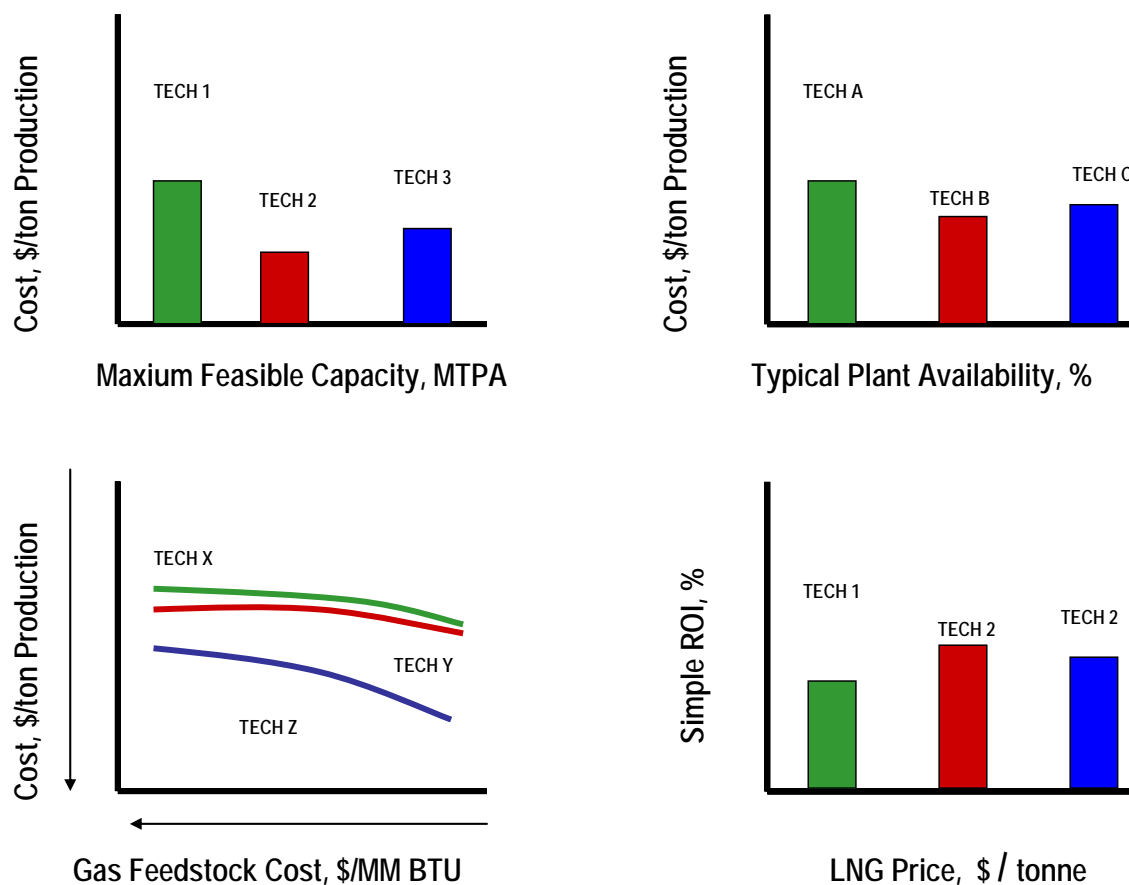 Cost, $/ton Production
TECH 1
TECH 2
TECH 3
Maxium Feasible Capacity, MTPA
Cost, $/ton Production
TECH A
TECH B
TECH C
Typical Plant Availability, %
Cost, $/ton Production
TECH X
TECH Y
TECH Z
Gas Feedstock Cost, $/MM BTU
Simple ROI, %
TECH 1
TECH 2
TECH 2
LNG Price, $ / tonne